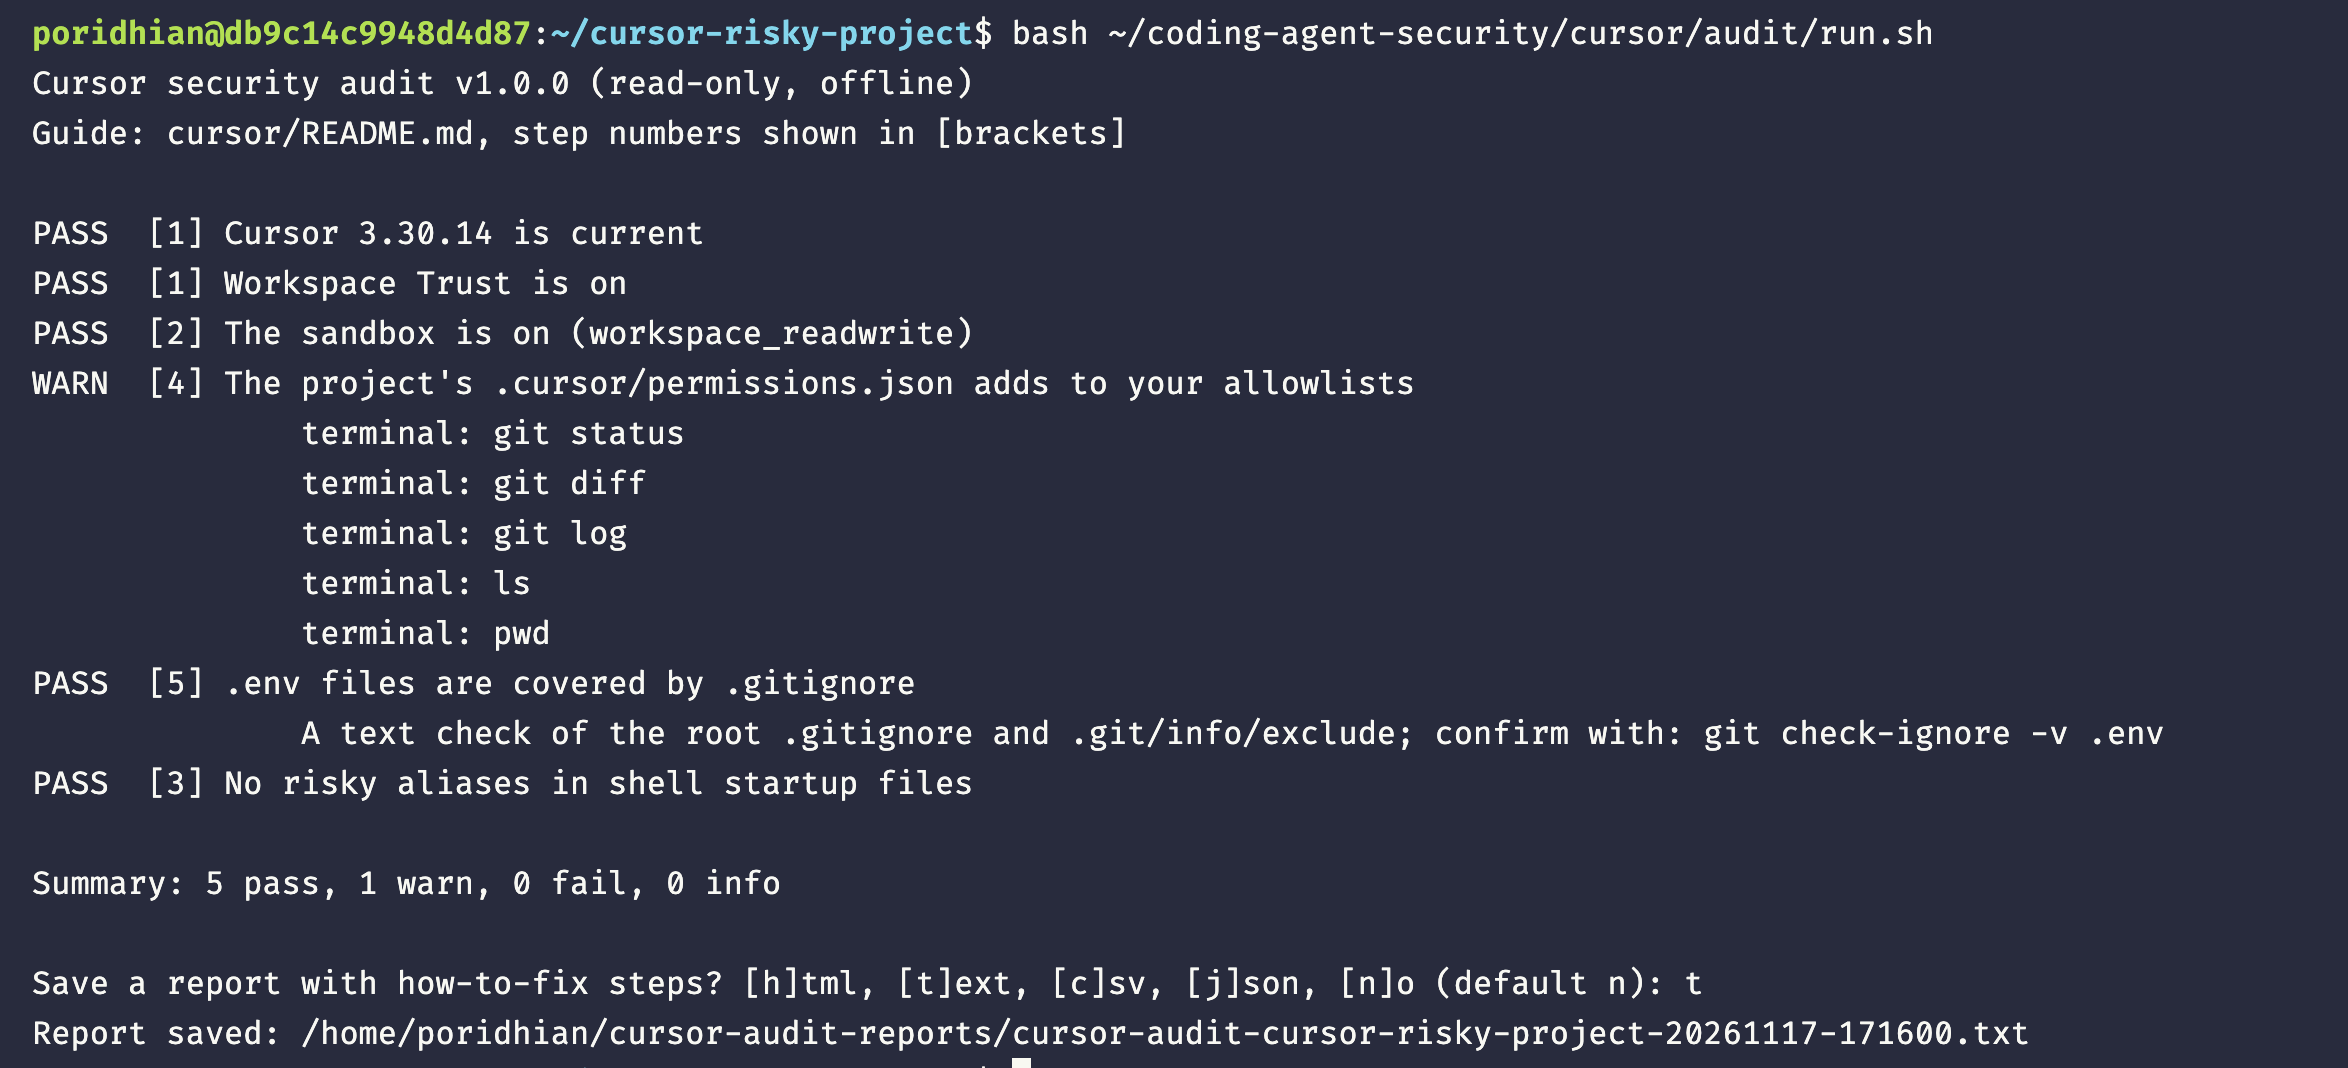 poridhian@db9c14c9948d4d87:~/cursor-risky-project$ bash ~/coding-agent-security/cursor/audit/run.sh
Cursor security audit v1.0.0 (read-only, offline)
Guide: cursor/README.md, step numbers shown in [brackets]
PASS  [1] Cursor 3.30.14 is current
PASS  [1] Workspace Trust is on
PASS  [2] The sandbox is on (workspace_readwrite)
WARN  [4] The project's .cursor/permissions.json adds to your allowlists
terminal: git status
terminal: git diff
terminal: git log
terminal: ls
terminal: pwd
PASS  [5] .env files are covered by .gitignore
A text check of the root .gitignore and .git/info/exclude; confirm with: git check-ignore -v .env
PASS  [3] No risky aliases in shell startup files
Summary: 5 pass, 1 warn, 0 fail, 0 info
Save a report with how-to-fix steps? [h]tml, [t]ext, [c]sv, [j]son, [n]o (default n): t
Report saved: /home/poridhian/cursor-audit-reports/cursor-audit-cursor-risky-project-20261117-171600.txt